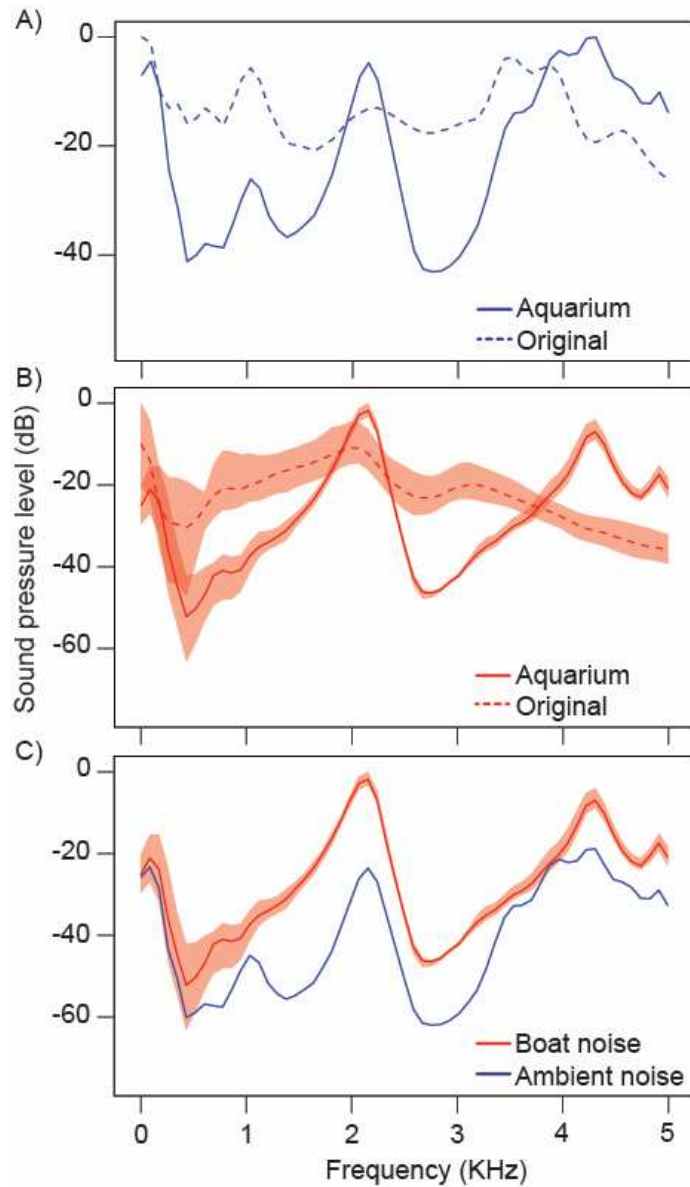 A)
0
-20
-40
Aquarium
Original
B)
0
-20
-40
-60
Aquarium
Original
Sound pressure level (dB)
C)
0
-20
-40
-60
Boat noise
Ambient noise
0 1 2 3 4 5
Frequency (KHz)